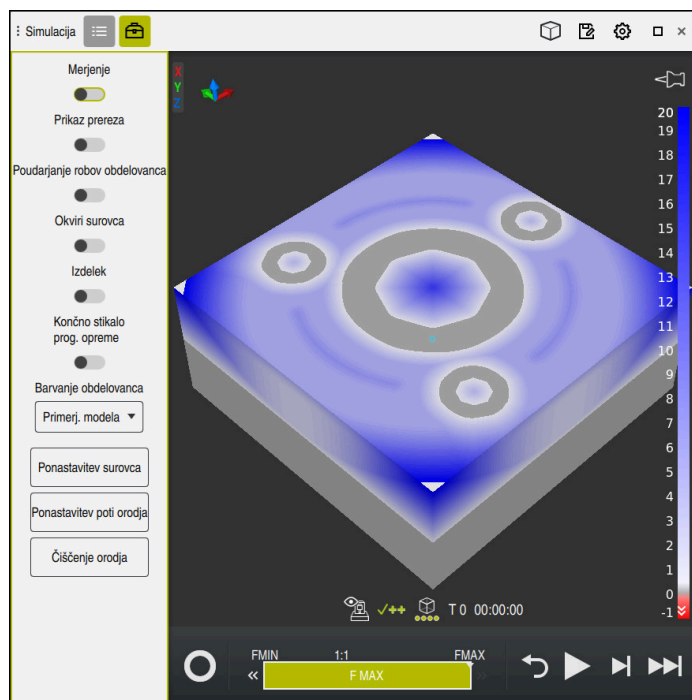 Simulacija
Merjenje
Prikaz prereza
Poudarjanje robov obdelovanca
Okviri surovca
Izdelek
Končno stikalo
prog. opreme
Barvanje obdelovanca
Primerj. modela
Ponastavitev surovca
Ponastavitev poti orodja
Čiščenje orodja
X
Y
Z
20
19
18
17
16
15
14
13
12
11
10
9
8
7
6
5
4
3
2
1
0
-1
T 0 00:00:00
FMIN 1:1 FMAX
F MAX